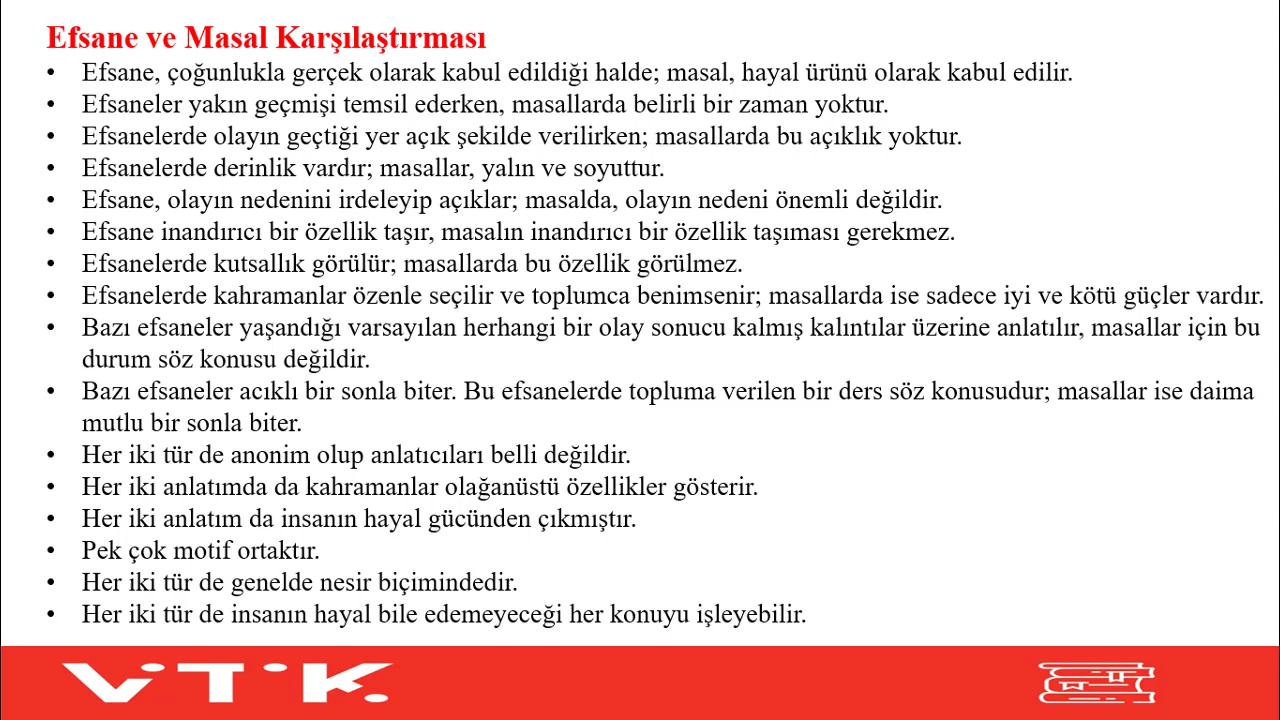 Efsane ve Masal Karşılaştırması
• Efsane, çoğunlukla gerçek olarak kabul edildiği halde; masal, hayal ürünü olarak kabul edilir.
• Efsaneler yakın geçmişi temsil ederken, masallarda belirli bir zaman yoktur.
• Efsanelerde olayın geçtiği yer açık şekilde verilirken; masallarda bu açıklık yoktur.
• Efsanelerde derinlik vardır; masallar, yalın ve soyuttur.
• Efsane, olayın nedenini irdeleyip açıklar; masalda, olayın nedeni önemli değildir.
• Efsane inandırıcı bir özellik taşır, masalın inandırıcı bir özellik taşıması gerekmez.
• Efsanelerde kutsallık görülür; masallarda bu özellik görülmez.
• Efsanelerde kahramanlar özenle seçilir ve toplumca benimsenir; masallarda ise sadece iyi ve kötü güçler vardır.
• Bazı efsaneler yaşandığı varsayılan herhangi bir olay sonucu kalmış kalıntılar üzerine anlatılır, masallar için bu
durum söz konusu değildir.
• Bazı efsaneler acıklı bir sonla biter. Bu efsanelerde topluma verilen bir ders söz konusudur; masallar ise daima
mutlu bir sonla biter.
• Her iki tür de anonim olup anlatıcıları belli değildir.
• Her iki anlatımda da kahramanlar olağanüstü özellikler gösterir.
• Her iki anlatım da insanın hayal gücünden çıkmıştır.
• Pek çok motif ortaktır.
• Her iki tür de genelde nesir biçimindedir.
• Her iki tür de insanın hayal bile edemeyeceği her konuyu işleyebilir.
ViTiK.